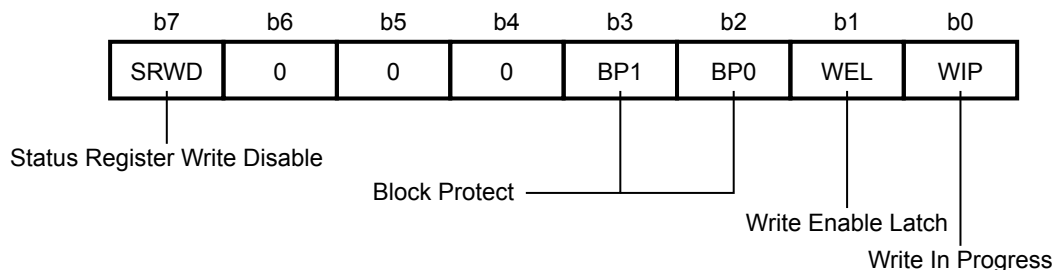 b7 b6 b5 b4 b3 b2 b1 b0
SRWD 0 0 0 BP1 BP0 WEL WIP
Status Register Write Disable
Block Protect
Write Enable Latch
Write In Progress